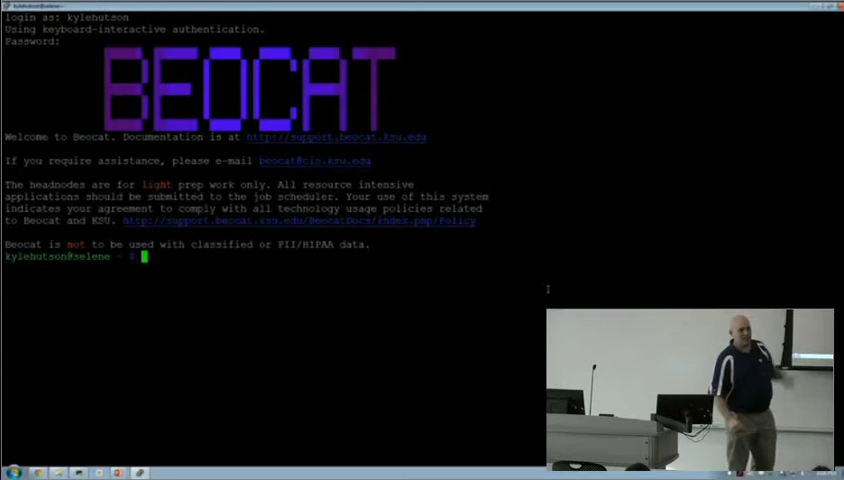 kylehutson@selene:~
login as: kylehutson
Using keyboard-interactive authentication.
Password:
BEOCAT
Welcome to Beocat. Documentation is at http://support.beocat.ksu.edu
If you require assistance, please e-mail beocat@cis.ksu.edu
The headnodes are for light prep work only. All resource intensive
applications should be submitted to the job scheduler. Your use of this system
indicates your agreement to comply with all technology usage policies related
to Beocat and KSU. http://support.beocat.ksu.edu/BeocatDocs/index.php/Policy
Beocat is not to be used with classified or PII/HIPAA data.
kylehutson@selene ~ $